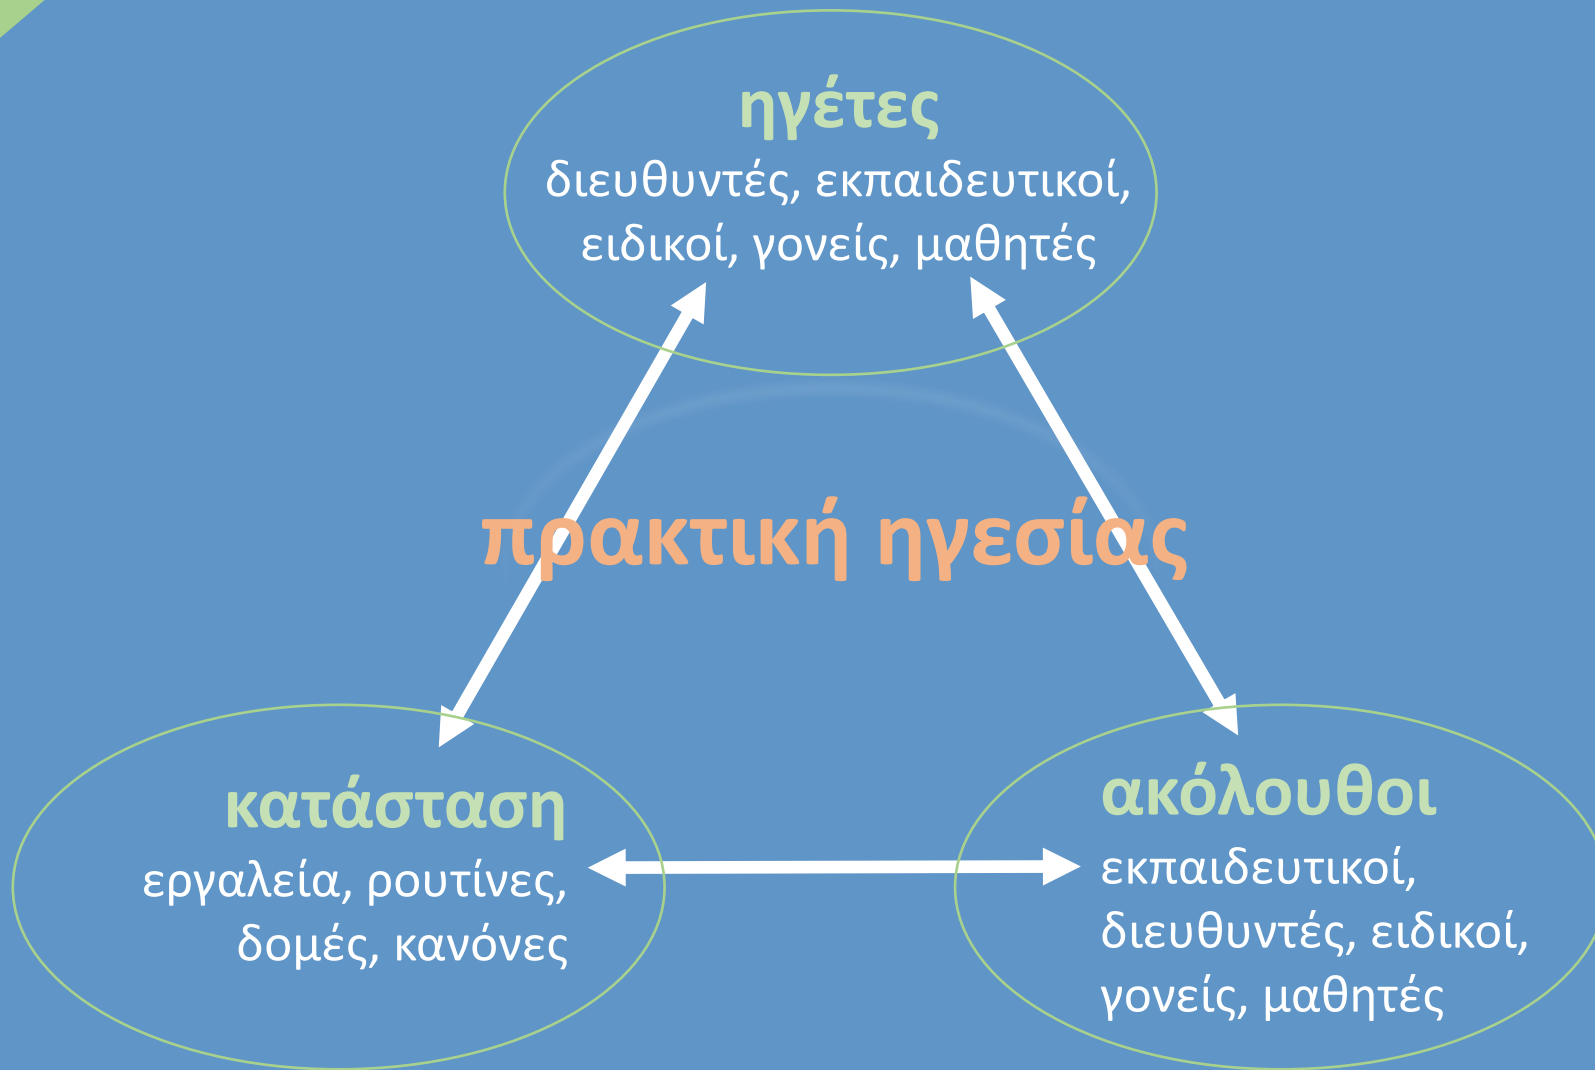 ηγέτες
διευθυντές, εκπαιδευτικοί,
ειδικοί, γονείς, μαθητές
πρακτική ηγεσίας
κατάσταση
εργαλεία, ρουτίνες,
δομές, κανόνες
ακόλουθοι
εκπαιδευτικοί,
διευθυντές, ειδικοί,
γονείς, μαθητές